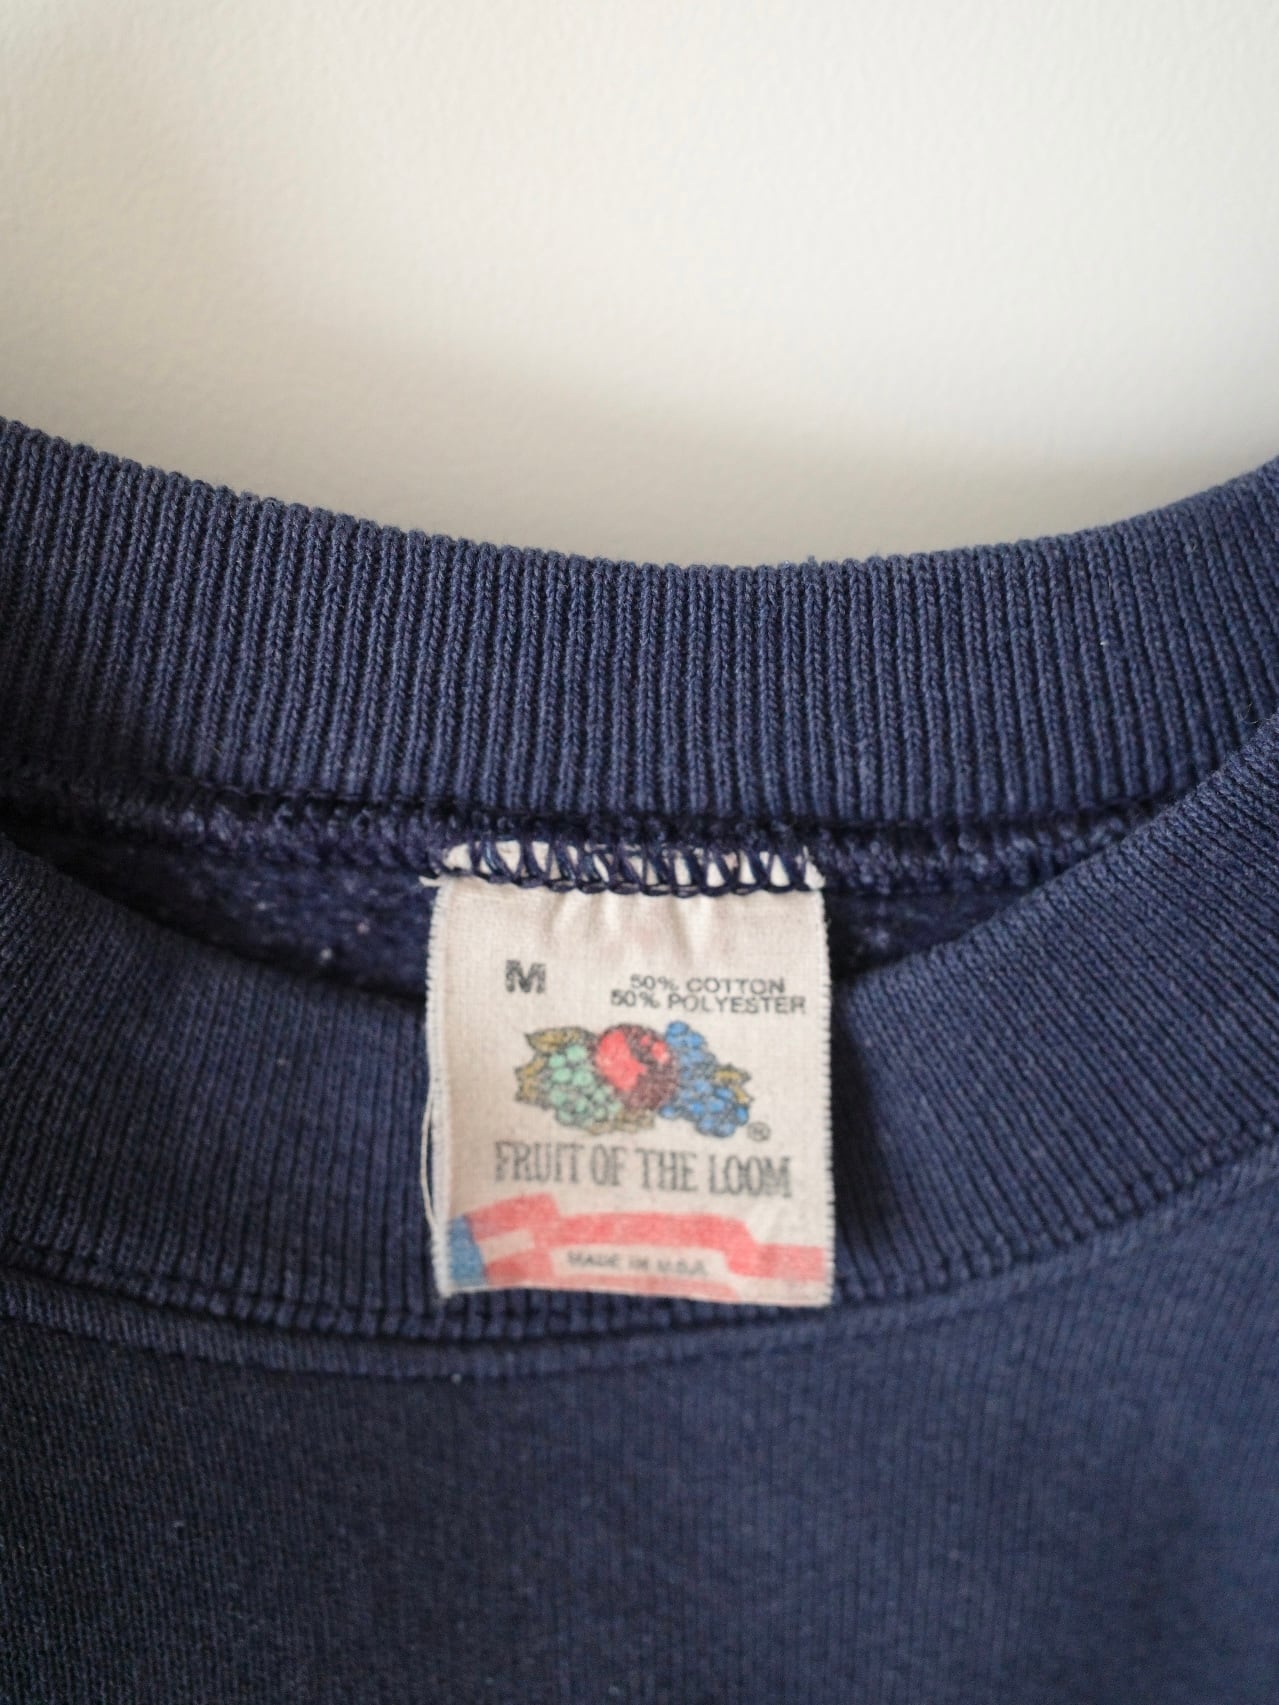 M
50% COTTON
50% POLYESTER
®
FRUIT OF THE LOOM
MADE IN U.S.A.